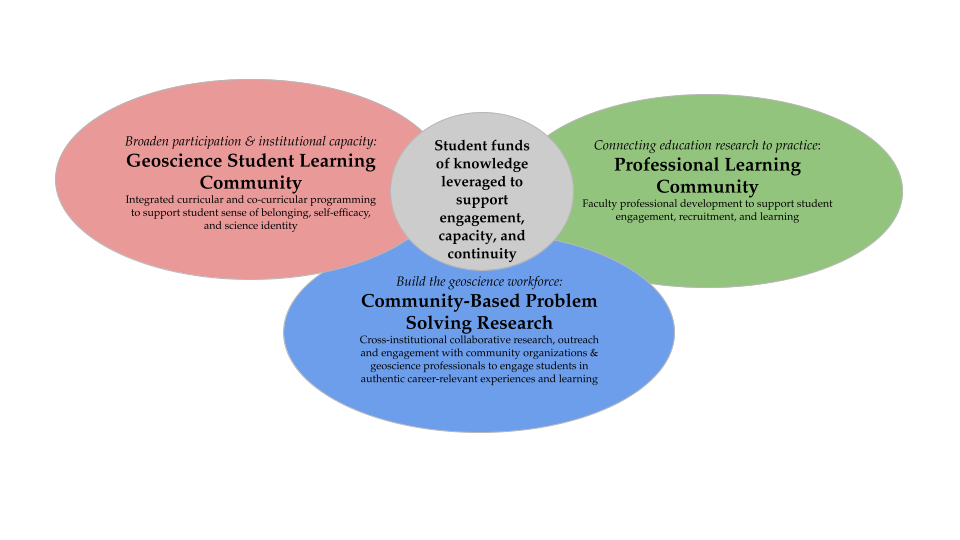 Broaden participation & institutional capacity:
Geoscience Student Learning
Community
Integrated curricular and co-curricular programming
to support student sense of belonging, self-efficacy,
and science identity
Student funds
of knowledge
leveraged to
support
engagement,
capacity, and
continuity
Connecting education research to practice:
Professional Learning
Community
Faculty professional development to support student
engagement, recruitment, and learning
Build the geoscience workforce:
Community-Based Problem
Solving Research
Cross-institutional collaborative research, outreach
and engagement with community organizations &
geoscience professionals to engage students in
authentic career-relevant experiences and learning